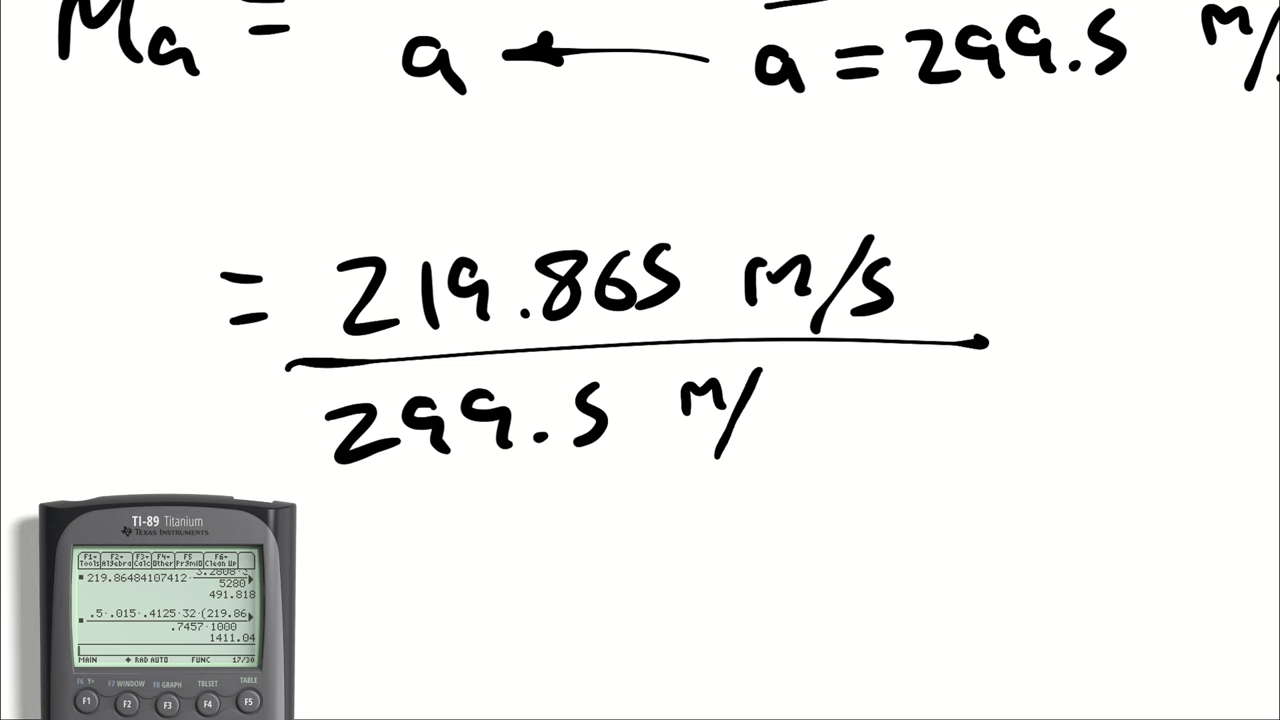 Ma =
a ← a = 299.5 m/
= 219.865 m/s
299.5 m/
TI-89 Titanium
TEXAS INSTRUMENTS
F1 F2 F3 F4 F5 F6
Tools Algebra Calc Other PrgmIO Clean Up
219.86484107412 · 3.2808
5280
491.818
.5·.015·.4125·32·(219.86
.7457·1000
1411.04
MAIN RAD AUTO FUNC 17/30
F6 Y= F7 WINDOW F8 GRAPH TBLSET TABLE
F1 F2 F3 F4 F5